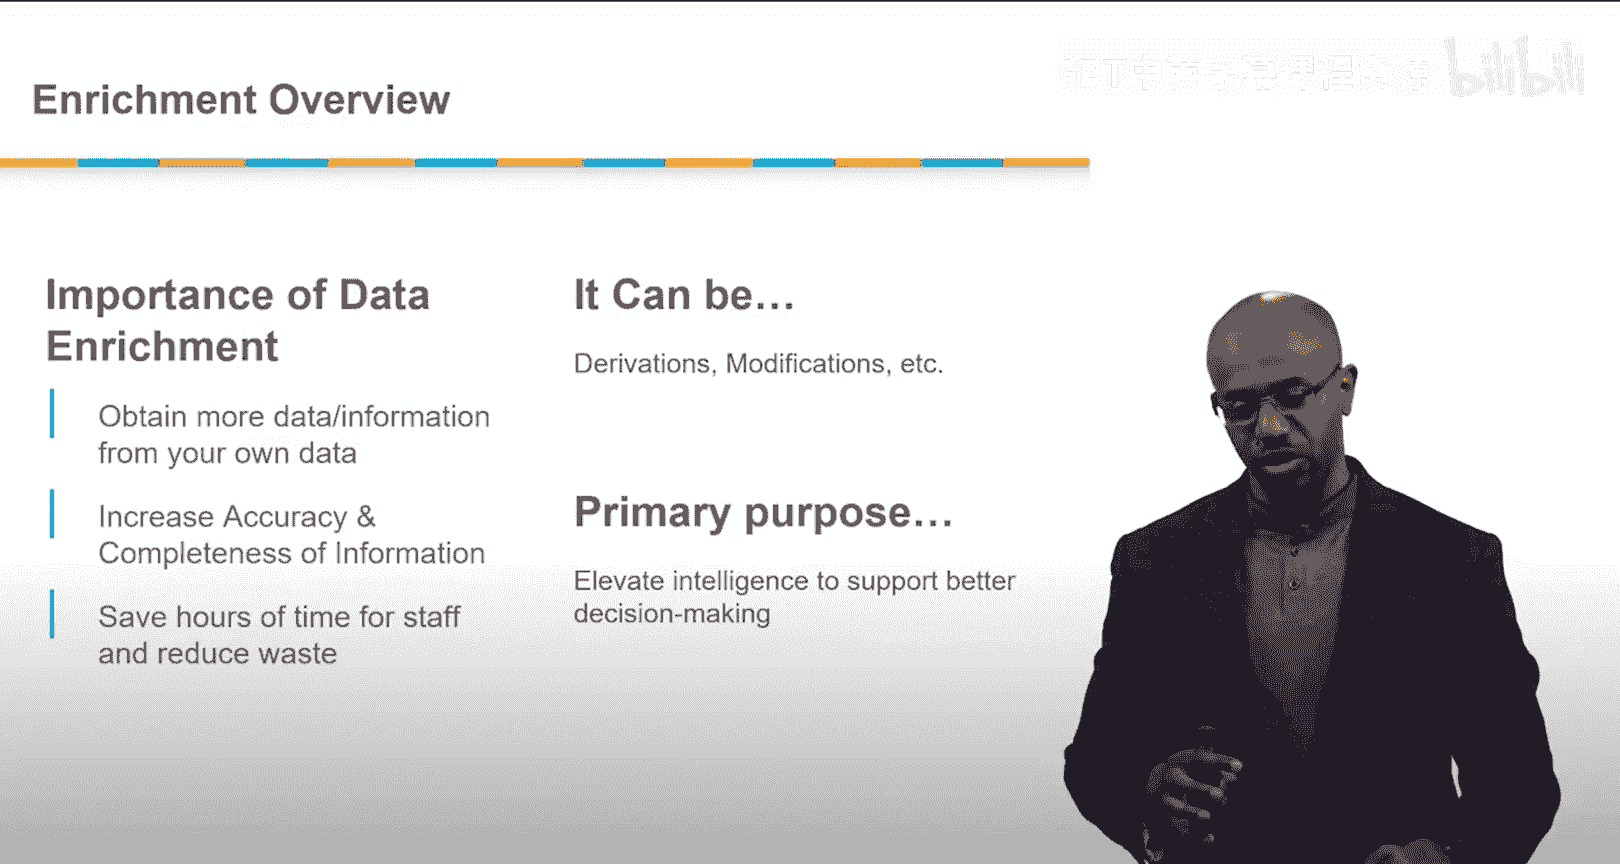 Enrichment Overview
bilibili
Importance of Data
Enrichment
Obtain more data/information
from your own data
Increase Accuracy &
Completeness of Information
Save hours of time for staff
and reduce waste
It Can be…
Derivations, Modifications, etc.
Primary purpose…
Elevate intelligence to support better
decision-making